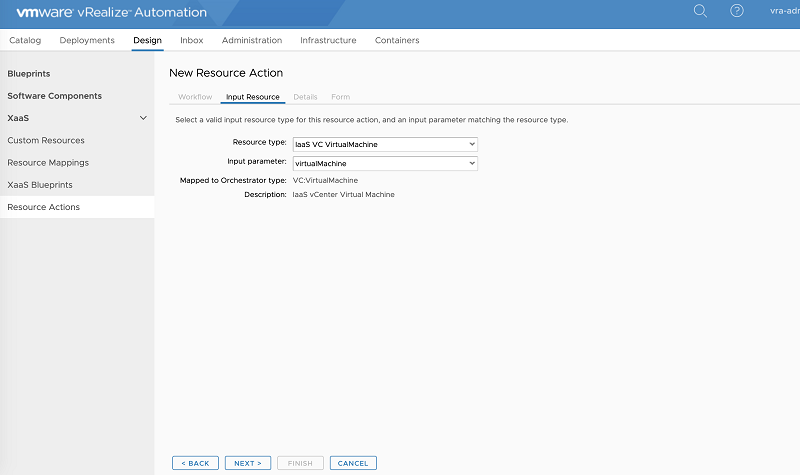 vmware® vRealize™ Automation
vra-adr
Catalog Deployments Design Inbox Administration Infrastructure Containers
Blueprints
Software Components
XaaS
Custom Resources
Resource Mappings
XaaS Blueprints
Resource Actions
New Resource Action
Workflow Input Resource Details Form
Select a valid input resource type for this resource action, and an input parameter matching the resource type.
Resource type: IaaS VC VirtualMachine
Input parameter: virtualMachine
Mapped to Orchestrator type: VC:VirtualMachine
Description: IaaS vCenter Virtual Machine
< BACK NEXT > FINISH CANCEL